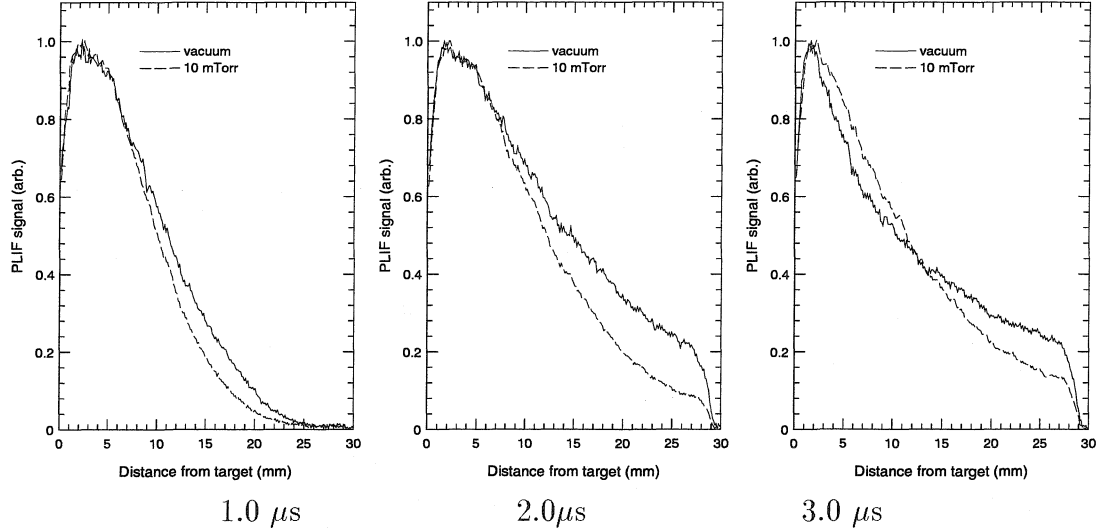 vacuum
10 mTorr
PLIF signal (arb.)
1.0
0.8
0.6
0.4
0.2
0
0 5 10 15 20 25 30
Distance from target (mm)
1.0 μs
vacuum
10 mTorr
PLIF signal (arb.)
1.0
0.8
0.6
0.4
0.2
0
0 5 10 15 20 25 30
Distance from target (mm)
2.0μs
vacuum
10 mTorr
PLIF signal (arb.)
1.0
0.8
0.6
0.4
0.2
0
0 5 10 15 20 25 30
Distance from target (mm)
3.0 μs